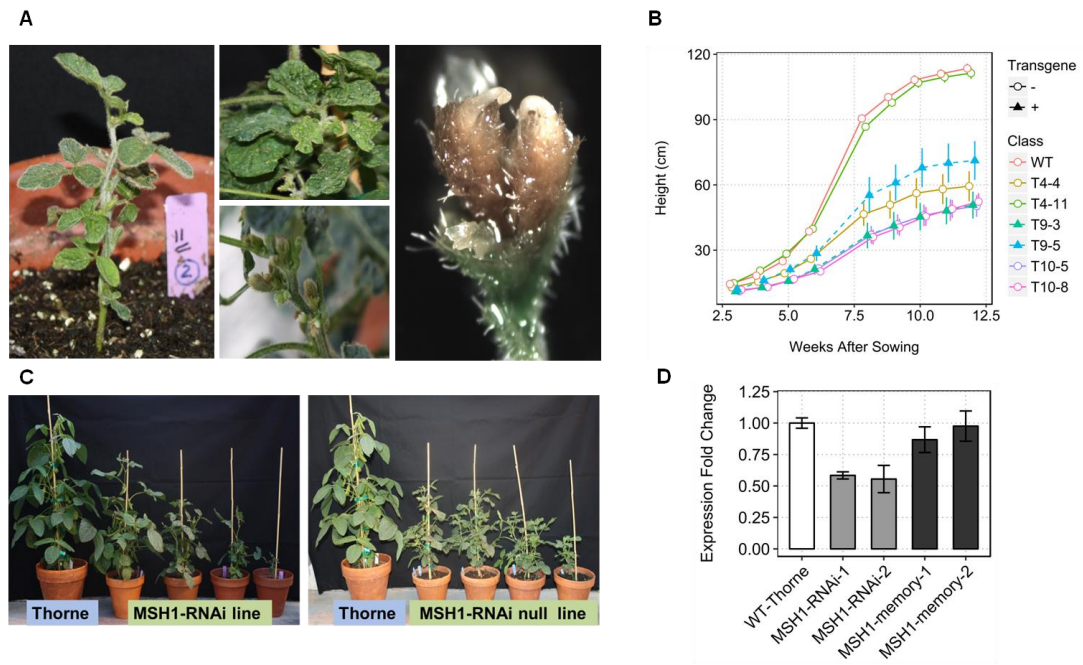 A
B
11
2
120
90
60
30
Height (cm)
2.5 5.0 7.5 10.0 12.5
Weeks After Sowing
Transgene
-
+
Class
WT
T4-4
T4-11
T9-3
T9-5
T10-5
T10-8
C
Thorne MSH1-RNAi line
Thorne MSH1-RNAi null line
D
1.25
1.00
0.75
0.50
0.25
0.00
Expression Fold Change
WT-Thorne
MSH1-RNAi-1
MSH1-RNAi-2
MSH1-memory-1
MSH1-memory-2